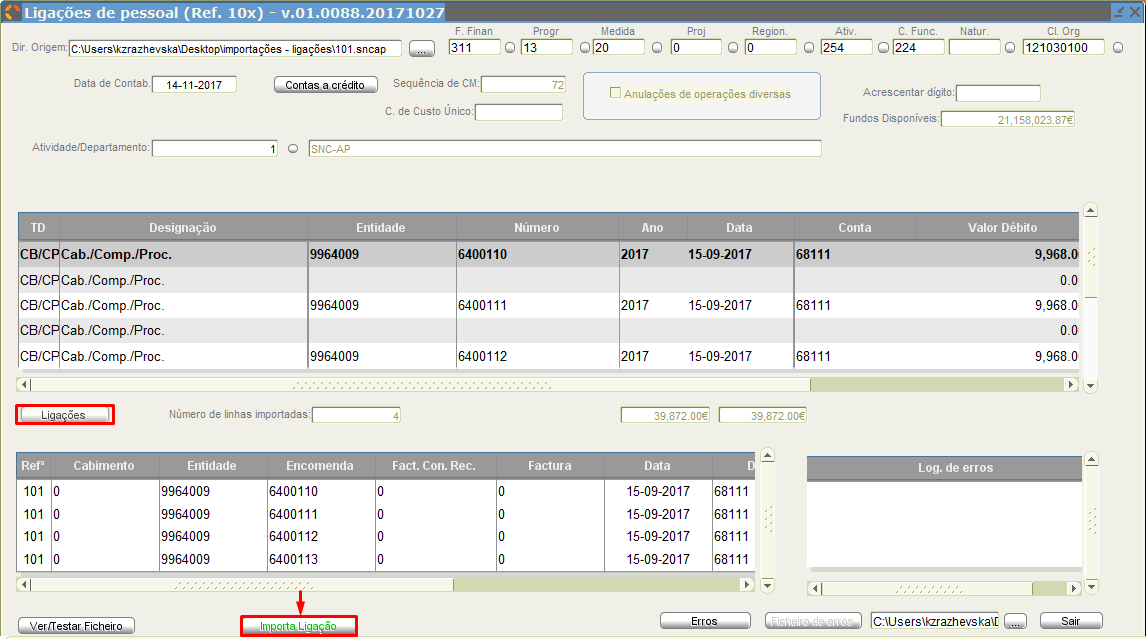 Ligações de pessoal (Ref. 10x) - v.01.0088.20171027
F. Finan Progr Medida Proj Region. Ativ. C. Func. Natur. Cl. Org
Dir. Origem: C:\Users\kzrazhevska\Desktop\importações - ligações\101.sncap ... 311 13 20 0 0 254 224 121030100
Data de Contab. 14-11-2017 Contas a crédito Sequência de CM: 72 Anulações de operações diversas Acrescentar dígito:
C. de Custo Único: Fundos Disponíveis: 21,158,023.87€
Atividade/Departamento: 1 SNC-AP
TD Designação Entidade Número Ano Data Conta Valor Débito
CB/CP Cab./Comp./Proc. 9964009 6400110 2017 15-09-2017 68111 9,968.0
CB/CP Cab./Comp./Proc. 0.0
CB/CP Cab./Comp./Proc. 9964009 6400111 2017 15-09-2017 68111 9,968.0
CB/CP Cab./Comp./Proc. 0.0
CB/CP Cab./Comp./Proc. 9964009 6400112 2017 15-09-2017 68111 9,968.0
Ligações Número de linhas importadas: 4 39,872.00€ 39,872.00€
Refª Cabimento Entidade Encomenda Fact. Con. Rec. Factura Data D
101 0 9964009 6400110 0 0 15-09-2017 68111
101 0 9964009 6400111 0 0 15-09-2017 68111
101 0 9964009 6400112 0 0 15-09-2017 68111
101 0 9964009 6400113 0 0 15-09-2017 68111
Log. de erros
Ver/Testar Ficheiro Importa Ligação Erros Ficheiro de erros C:\Users\kzrazhevska\D ... Sair